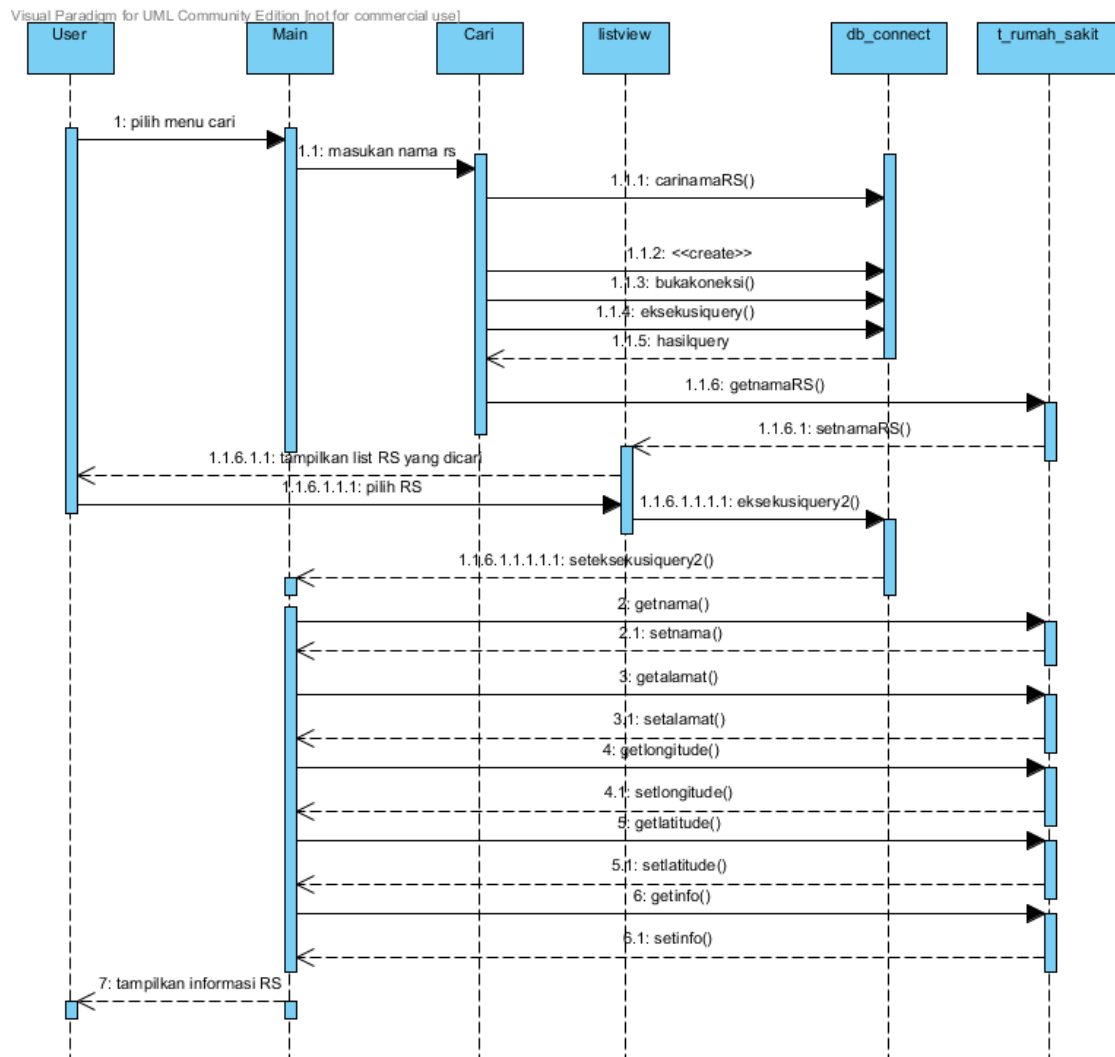 Visual Paradigm for UML Community Edition [not for commercial use]
User
Main
Cari
listview
db_connect
t_rumah_sakit
1: pilih menu cari
1.1: masukan nama rs
1.1.1: carinamaRS()
1.1.2: <<create>>
1.1.3: bukakoneksi()
1.1.4: eksekusiquery()
1.1.5: hasilquery
1.1.6: getnamaRS()
1.1.6.1: setnamaRS()
1.1.6.1.1: tampilkan list RS yang dicari
1.1.6.1.1.1: pilih RS
1.1.6.1.1.1.1: eksekusiquery2()
1.1.6.1.1.1.1.1: seteksekusiquery2()
2: getnama()
2.1: setnama()
3: getalamat()
3.1: setalamat()
4: getlongitude()
4.1: setlongitude()
5: getlatitude()
5.1: setlatitude()
6: getinfo()
6.1: setinfo()
7: tampilkan informasi RS